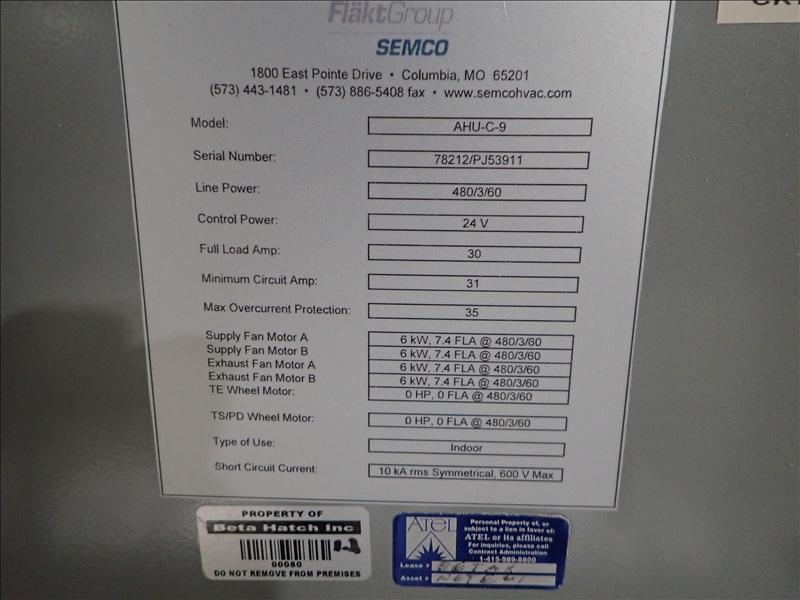 FläktGroup
SEMCO
1800 East Pointe Drive • Columbia, MO 65201
(573) 443-1481 • (573) 886-5408 fax • www.semcohvac.com
Model: AHU-C-9
Serial Number: 78212/PJ53911
Line Power: 480/3/60
Control Power: 24 V
Full Load Amp: 30
Minimum Circuit Amp: 31
Max Overcurrent Protection: 35
Supply Fan Motor A 6 kW, 7.4 FLA @ 480/3/60
Supply Fan Motor B 6 kW, 7.4 FLA @ 480/3/60
Exhaust Fan Motor A 6 kW, 7.4 FLA @ 480/3/60
Exhaust Fan Motor B 6 kW, 7.4 FLA @ 480/3/60
TE Wheel Motor: 0 HP, 0 FLA @ 480/3/60
TS/PD Wheel Motor: 0 HP, 0 FLA @ 480/3/60
Type of Use: Indoor
Short Circuit Current: 10 kA rms Symmetrical, 600 V Max
PROPERTY OF
Beta Hatch Inc
00080
DO NOT REMOVE FROM PREMISES
ATEL
Personal Property of, or
subject to a lien in favor of:
ATEL or its affiliates
For inquiries, please call
Contract Administration
1-415-989-8800
Lease #
Asset #